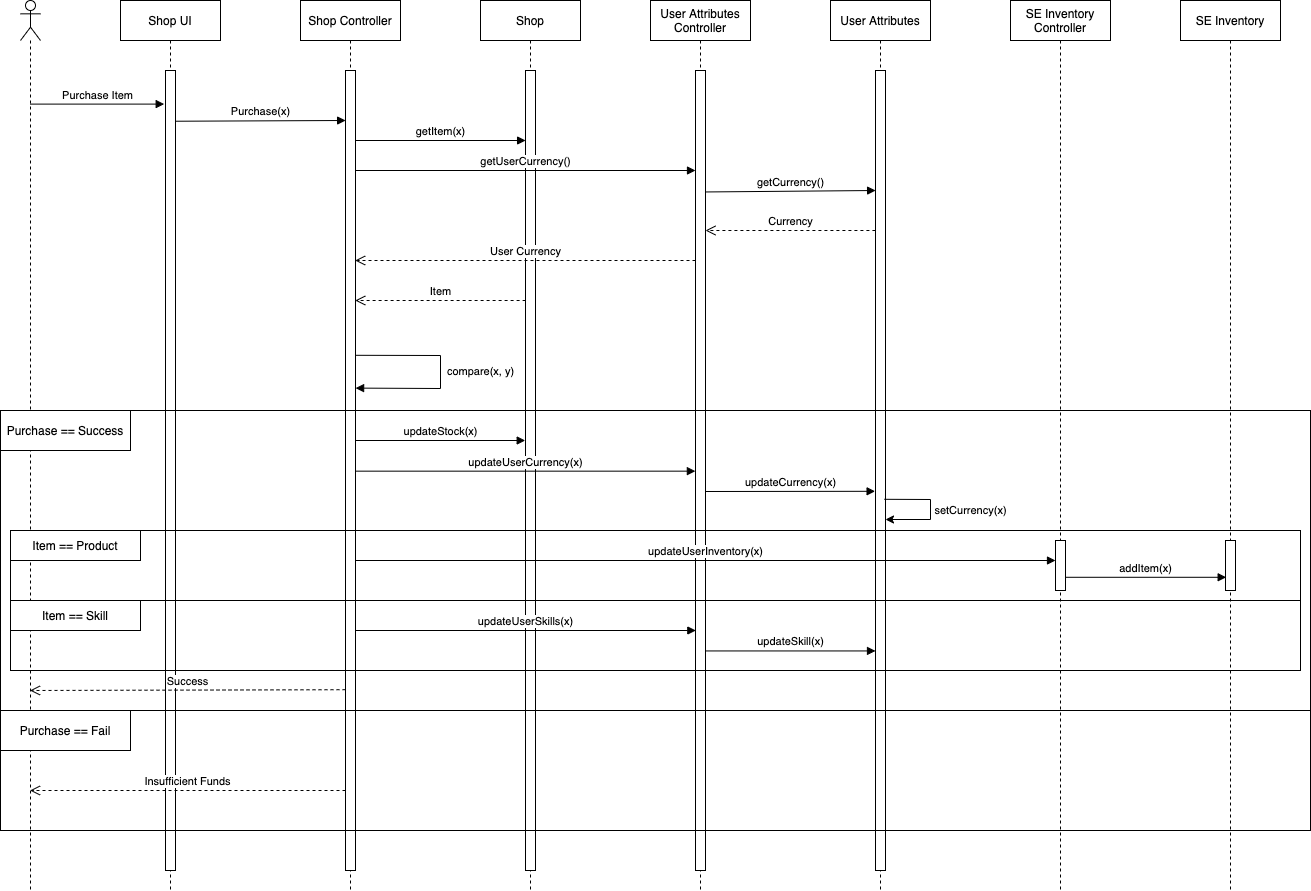 Shop UI
Shop Controller
Shop
User Attributes
Controller
User Attributes
SE Inventory
Controller
SE Inventory
Purchase Item
Purchase(x)
getItem(x)
getUserCurrency()
getCurrency()
Currency
User Currency
Item
compare(x, y)
Purchase == Success
updateStock(x)
updateUserCurrency(x)
updateCurrency(x)
setCurrency(x)
Item == Product
updateUserInventory(x)
addItem(x)
Item == Skill
updateUserSkills(x)
updateSkill(x)
Success
Purchase == Fail
Insufficient Funds